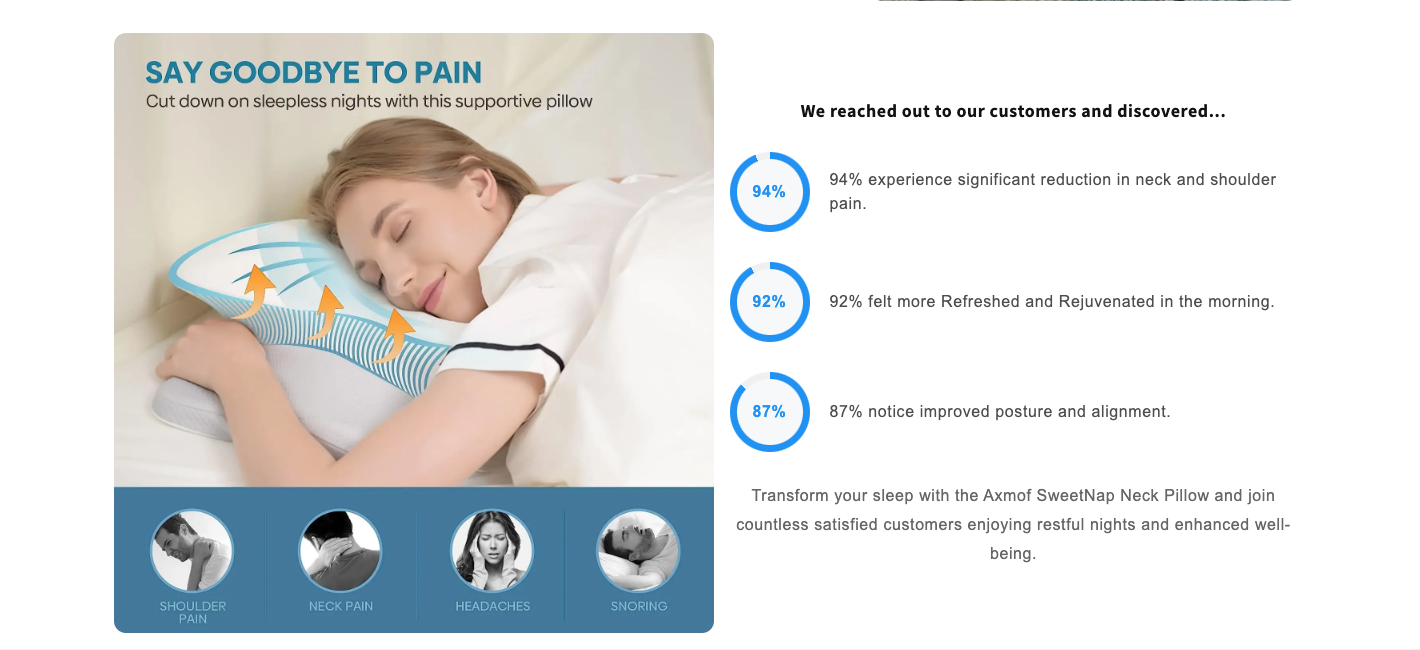 SAY GOODBYE TO PAIN
Cut down on sleepless nights with this supportive pillow
SHOULDER
PAIN
NECK PAIN
HEADACHES
SNORING
We reached out to our customers and discovered...
94%
94% experience significant reduction in neck and shoulder
pain.
92%
92% felt more Refreshed and Rejuvenated in the morning.
87%
87% notice improved posture and alignment.
Transform your sleep with the Axmof SweetNap Neck Pillow and join
countless satisfied customers enjoying restful nights and enhanced well-
being.